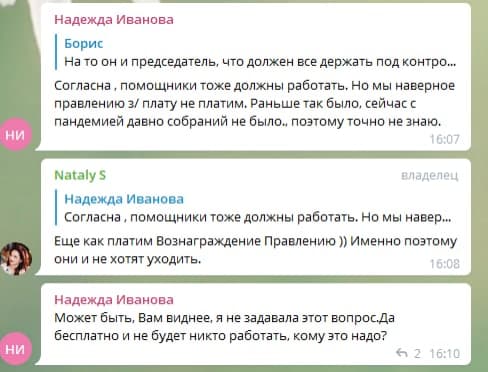 Надежда Иванова
Борис
На то он и председатель, что должен все держать под контро...
Согласна , помощники тоже должны работать. Но мы наверное
правлению з/ плату не платим. Раньше так было, сейчас с
пандемией давно собраний не было.. поэтому точно не знаю.
16:07
НИ
Nataly S
владелец
Надежда Иванова
Согласна , помощники тоже должны работать. Но мы навер...
Еще как платим Вознаграждение Правлению )) Именно поэтому
они и не хотят уходить.
16:08
Надежда Иванова
Может быть, Вам виднее, я не задавала этот вопрос.Да
бесплатно и не будет никто работать, кому это надо?
2 16:10
НИ